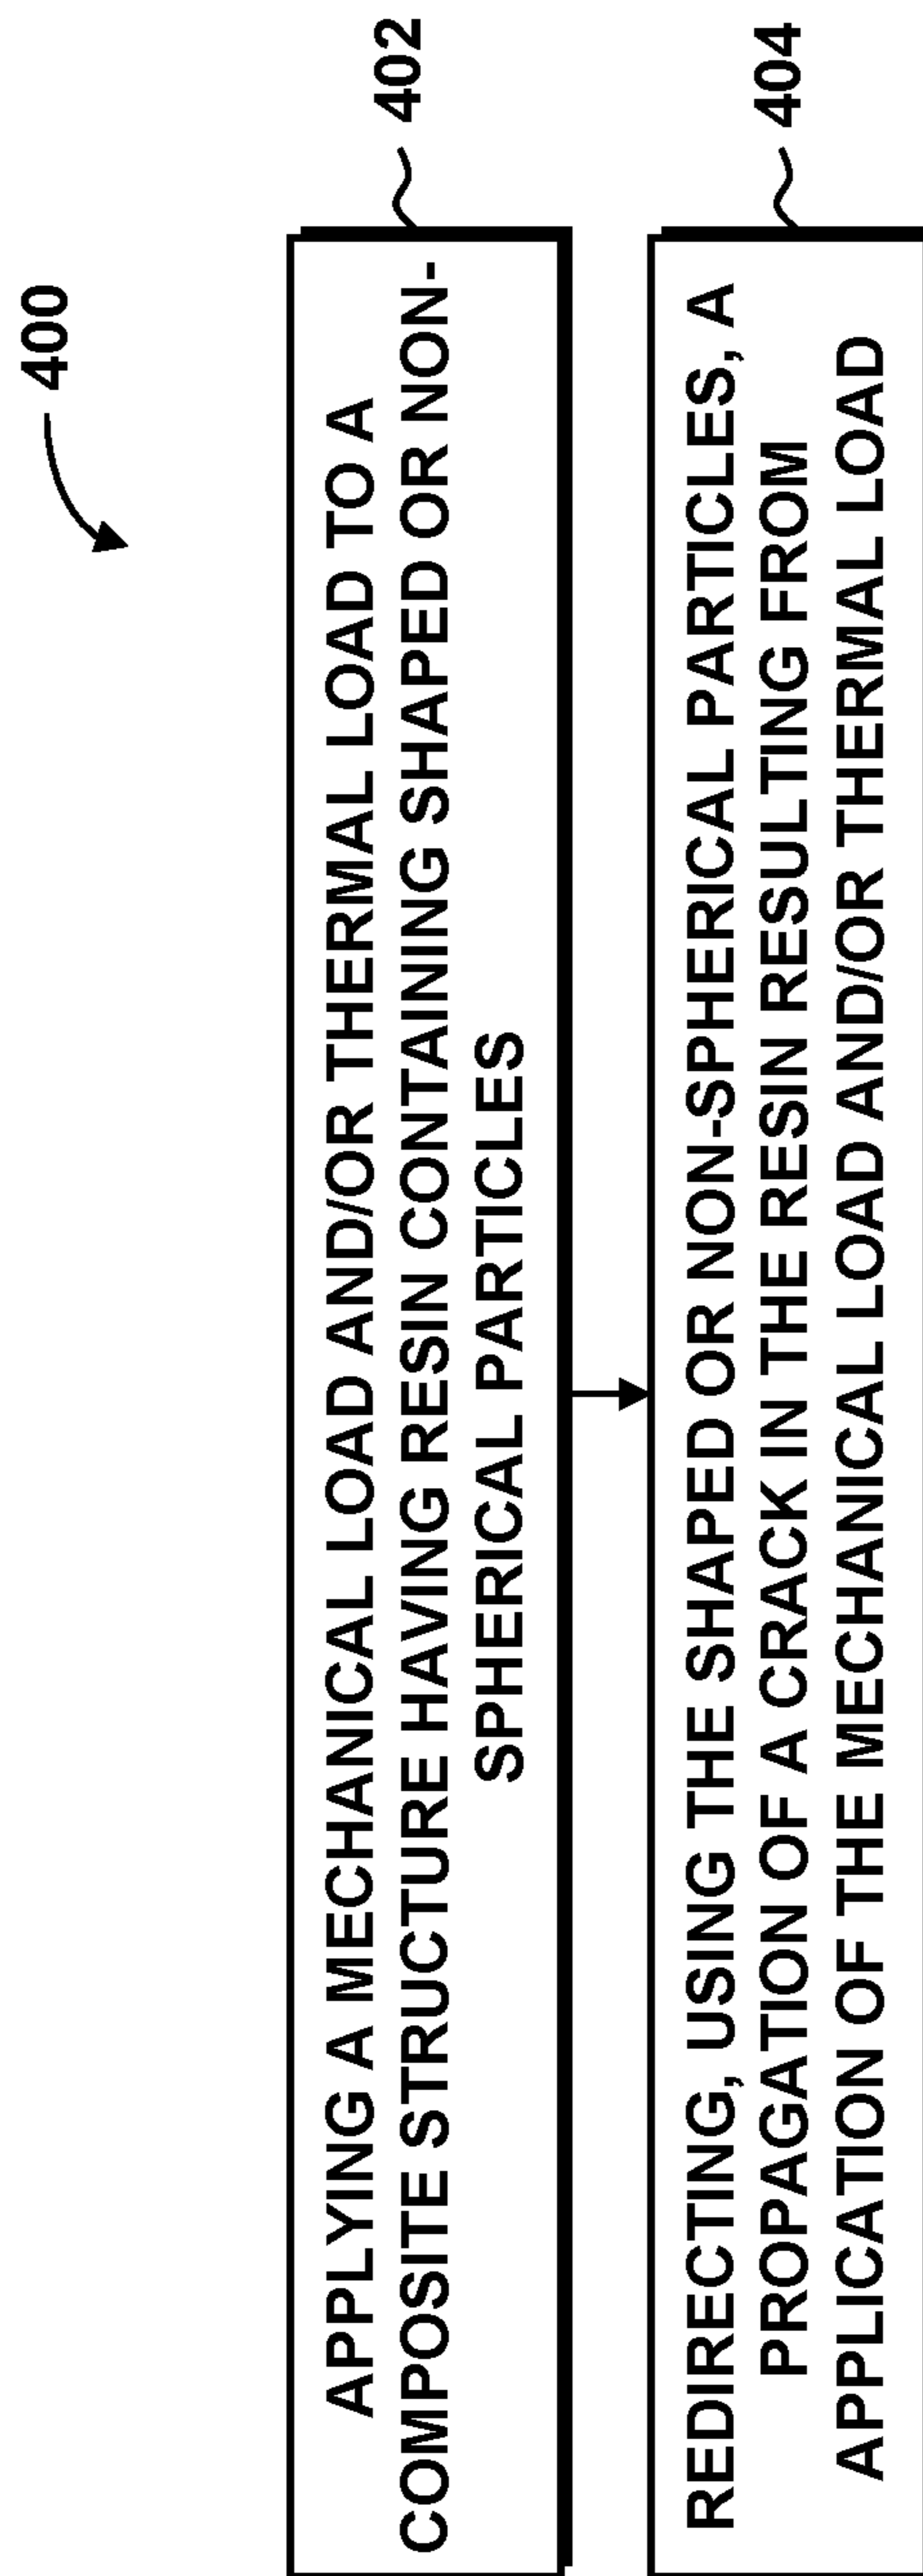 400
402
APPLYING A MECHANICAL LOAD AND/OR THERMAL LOAD TO A
COMPOSITE STRUCTURE HAVING RESIN CONTAINING SHAPED OR NON-
SPHERICAL PARTICLES
404
REDIRECTING, USING THE SHAPED OR NON-SPHERICAL PARTICLES, A
PROPAGATION OF A CRACK IN THE RESIN RESULTING FROM
APPLICATION OF THE MECHANICAL LOAD AND/OR THERMAL LOAD